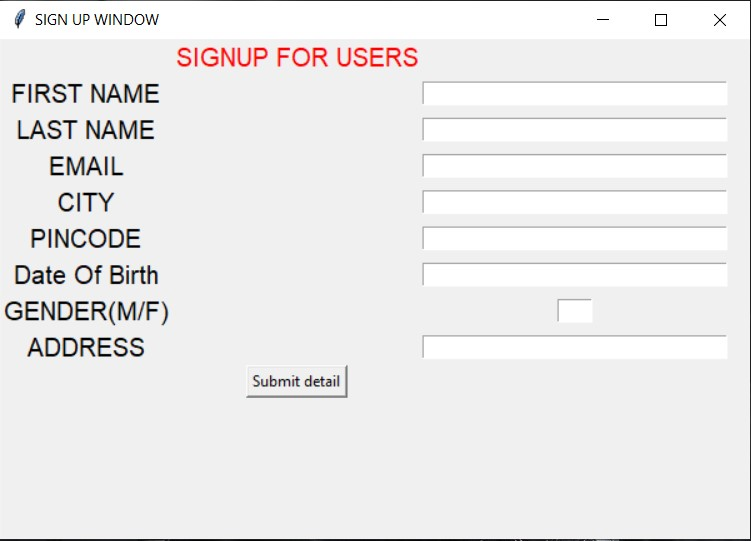 SIGN UP WINDOW
SIGNUP FOR USERS
FIRST NAME
LAST NAME
EMAIL
CITY
PINCODE
Date Of Birth
GENDER(M/F)
ADDRESS
Submit detail